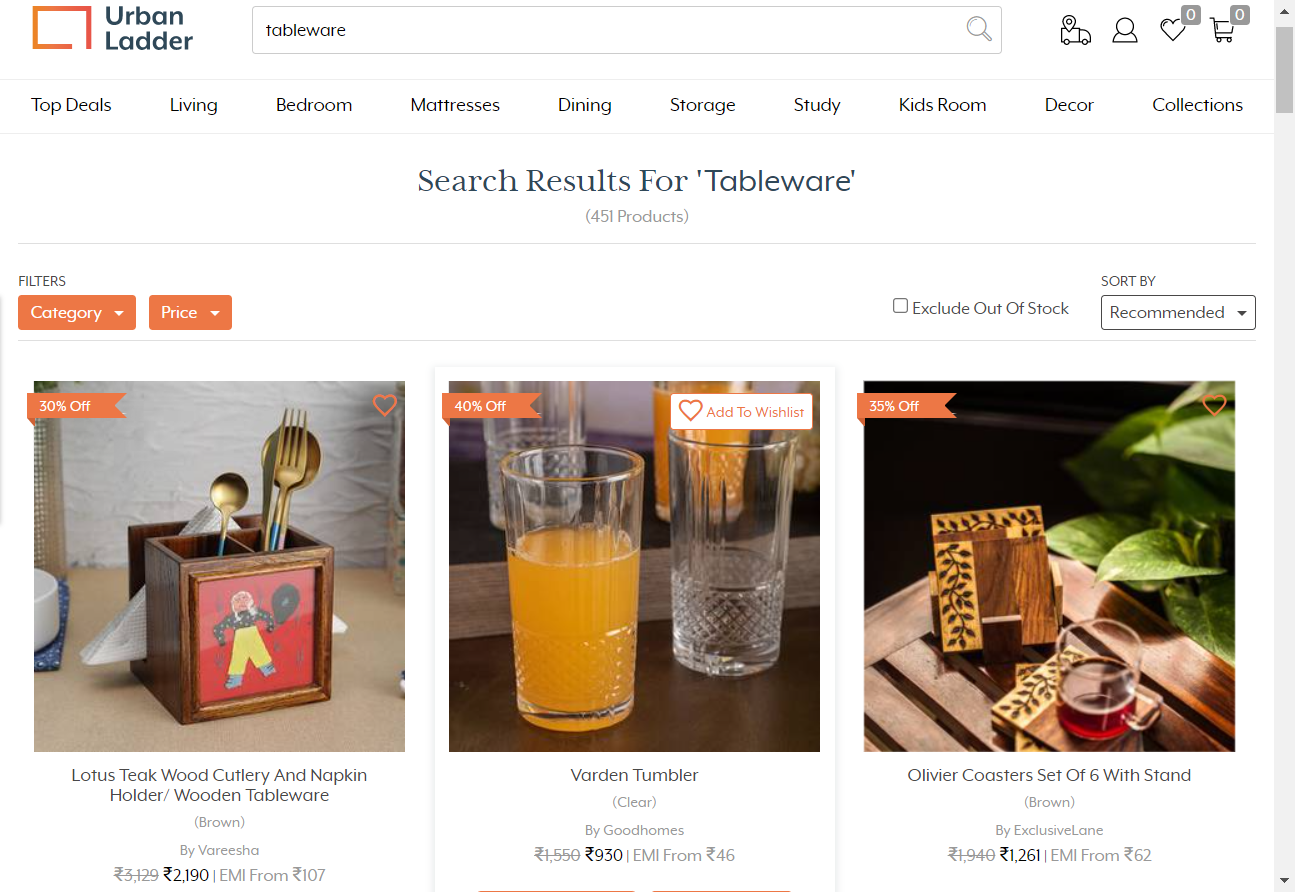 Urban
Ladder
tableware
0
0
Top Deals Living Bedroom Mattresses Dining Storage Study Kids Room Decor Collections
Search Results For 'Tableware'
(451 Products)
FILTERS
SORT BY
Category Price
Exclude Out Of Stock
Recommended
30% Off
40% Off
Add To Wishlist
35% Off
Lotus Teak Wood Cutlery And Napkin
Holder/ Wooden Tableware
(Brown)
By Vareesha
₹3,129 ₹2,190 | EMI From ₹107
Varden Tumbler
(Clear)
By Goodhomes
₹1,550 ₹930 | EMI From ₹46
Olivier Coasters Set Of 6 With Stand
(Brown)
By ExclusiveLane
₹1,940 ₹1,261 | EMI From ₹62